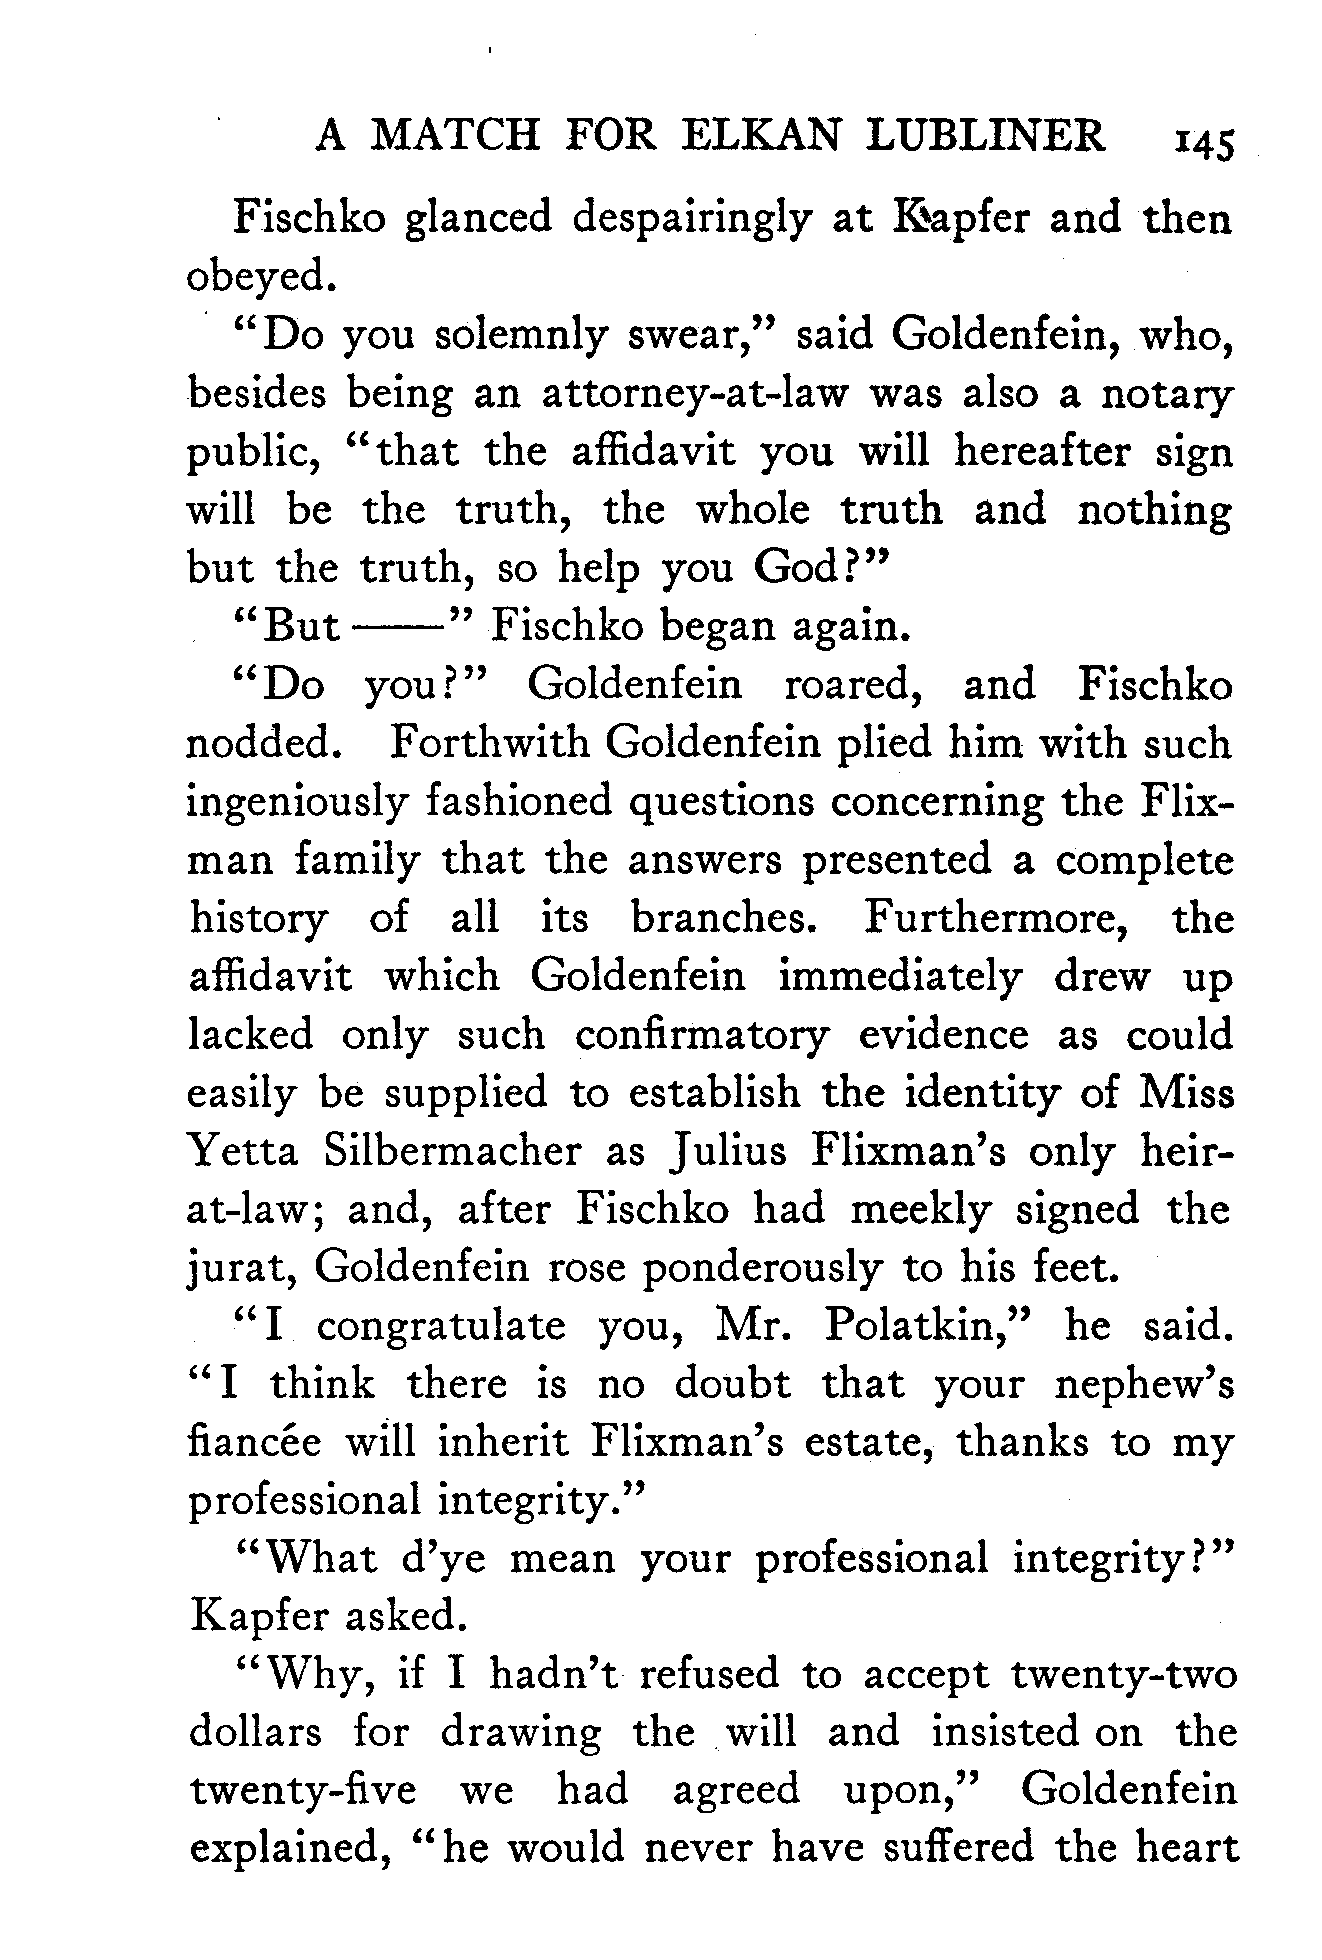 A MATCH FOR ELKAN LUBLINER 145
Fischko glanced despairingly at Kapfer and then
obeyed.
"Do you solemnly swear," said Goldenfein, who,
besides being an attorney-at-law was also a notary
public, "that the affidavit you will hereafter sign
will be the truth, the whole truth and nothing
but the truth, so help you God?"
"But ——" Fischko began again.
"Do you?" Goldenfein roared, and Fischko
nodded. Forthwith Goldenfein plied him with such
ingeniously fashioned questions concerning the Flix-
man family that the answers presented a complete
history of all its branches. Furthermore, the
affidavit which Goldenfein immediately drew up
lacked only such confirmatory evidence as could
easily be supplied to establish the identity of Miss
Yetta Silbermacher as Julius Flixman's only heir-
at-law; and, after Fischko had meekly signed the
jurat, Goldenfein rose ponderously to his feet.
"I congratulate you, Mr. Polatkin," he said.
"I think there is no doubt that your nephew's
fiancée will inherit Flixman's estate, thanks to my
professional integrity."
"What d'ye mean your professional integrity?"
Kapfer asked.
"Why, if I hadn't refused to accept twenty-two
dollars for drawing the will and insisted on the
twenty-five we had agreed upon," Goldenfein
explained, "he would never have suffered the heart